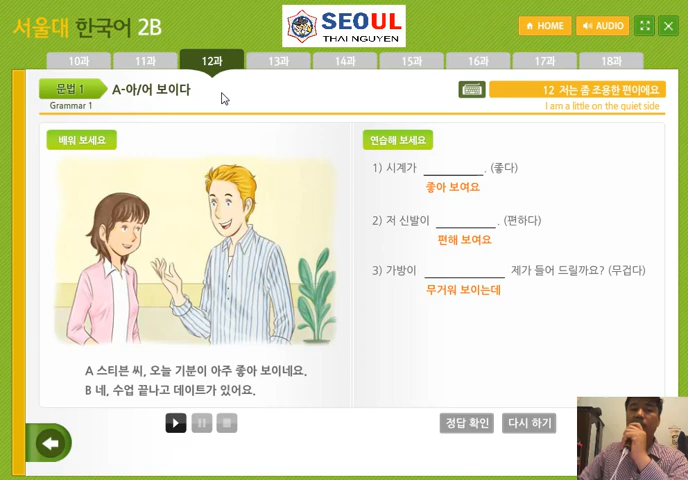 서울대 한국어 2B
SEOUL
THAI NGUYEN
HOME
AUDIO
10과 11과 12과 13과 14과 15과 16과 17과 18과
문법 1 A-아/어 보이다
Grammar 1
12 저는 좀 조용한 편이에요
I am a little on the quiet side
배워 보세요
A 스티븐 씨, 오늘 기분이 아주 좋아 보이네요.
B 네, 수업 끝나고 데이트가 있어요.
연습해 보세요
1) 시계가 ________. (좋다)
좋아 보여요
2) 저 신발이 ________. (편하다)
편해 보여요
3) 가방이 ________ 제가 들어 드릴까요? (무겁다)
무거워 보이는데
정답 확인 다시 하기